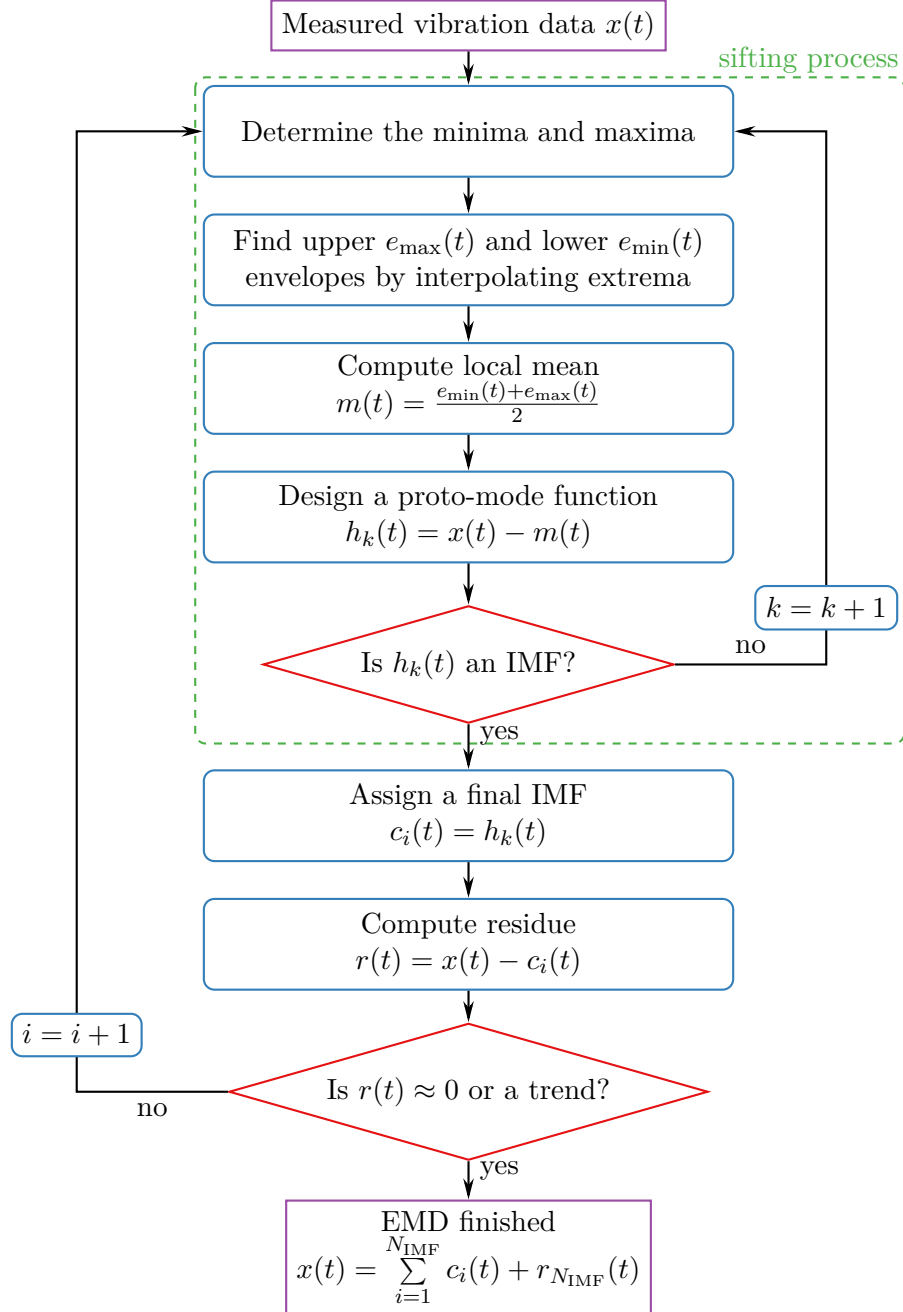 Measured vibration data x(t)
sifting process
Determine the minima and maxima
Find upper e_max(t) and lower e_min(t)
envelopes by interpolating extrema
Compute local mean
m(t) = \frac{e_min(t)+e_max(t)}{2}
Design a proto-mode function
h_k(t) = x(t) − m(t)
k = k + 1
Is h_k(t) an IMF?
no
yes
Assign a final IMF
c_i(t) = h_k(t)
Compute residue
r(t) = x(t) − c_i(t)
i = i + 1
Is r(t) ≈ 0 or a trend?
no
yes
EMD finished
x(t) = \sum_{i=1}^{N_IMF} c_i(t) + r_{N_IMF}(t)